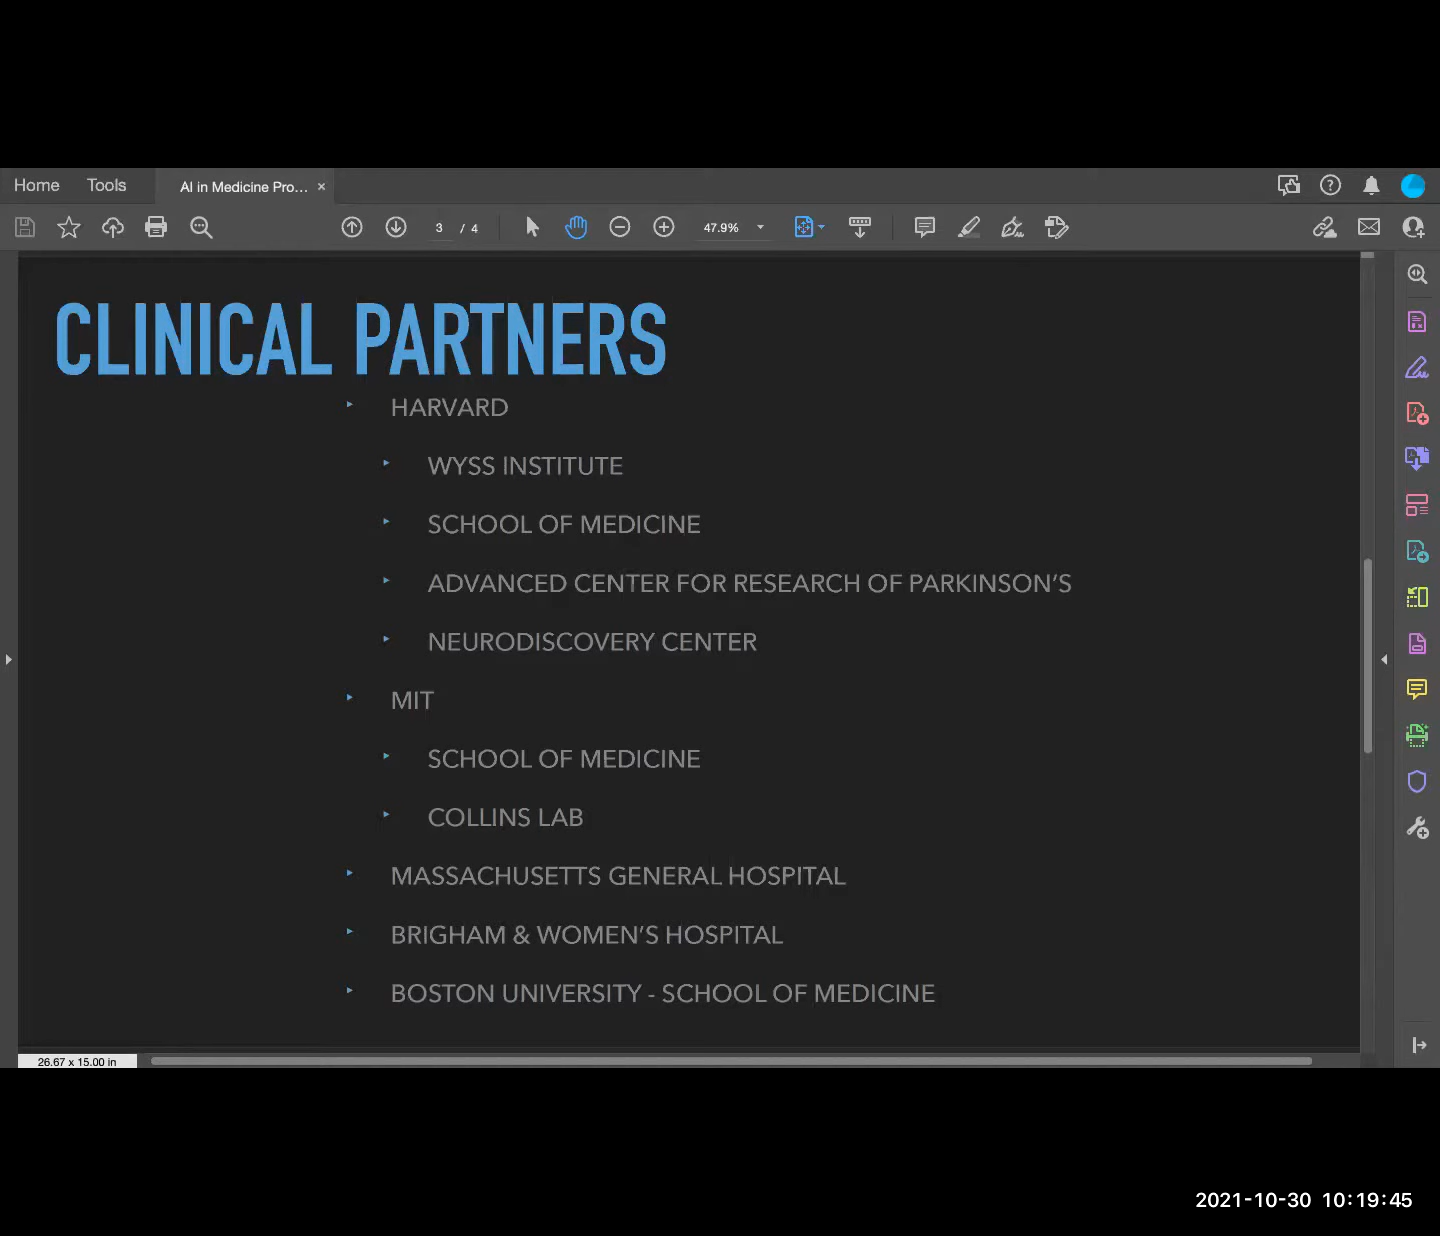 Home Tools AI in Medicine Pro... ×
3 / 4 47.9%
CLINICAL PARTNERS
‣ HARVARD
‣ WYSS INSTITUTE
‣ SCHOOL OF MEDICINE
‣ ADVANCED CENTER FOR RESEARCH OF PARKINSON’S
‣ NEURODISCOVERY CENTER
‣ MIT
‣ SCHOOL OF MEDICINE
‣ COLLINS LAB
‣ MASSACHUSETTS GENERAL HOSPITAL
‣ BRIGHAM & WOMEN’S HOSPITAL
‣ BOSTON UNIVERSITY - SCHOOL OF MEDICINE
26.67 x 15.00 in
2021-10-30 10:19:45